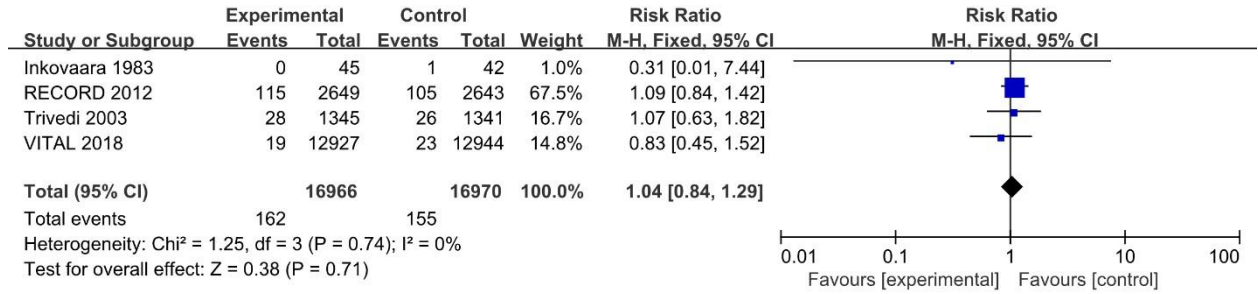 Experimental Control Risk Ratio Risk Ratio
Study or Subgroup Events Total Events Total Weight M-H, Fixed, 95% CI M-H, Fixed, 95% CI
Inkovaara 1983 0 45 1 42 1.0% 0.31 [0.01, 7.44]
RECORD 2012 115 2649 105 2643 67.5% 1.09 [0.84, 1.42]
Trivedi 2003 28 1345 26 1341 16.7% 1.07 [0.63, 1.82]
VITAL 2018 19 12927 23 12944 14.8% 0.83 [0.45, 1.52]
Total (95% CI) 16966 16970 100.0% 1.04 [0.84, 1.29]
Total events 162 155
Heterogeneity: Chi² = 1.25, df = 3 (P = 0.74); I² = 0%
Test for overall effect: Z = 0.38 (P = 0.71)
0.01 0.1 1 10 100
Favours [experimental] Favours [control]